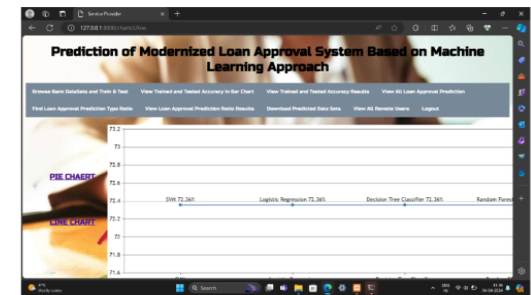 Service Provider
127.0.0.1:8000/charts1/line
Prediction of Modernized Loan Approval System Based on Machine
Learning Approach
Browse Bank DataSets and Train & Test View Trained and Tested Accuracy in Bar Chart View Trained and Tested Accuracy Results View All Loan Approval Prediction
Find Loan Approval Prediction Type Ratio View Loan Approval Prediction Ratio Results Download Predicted Data Sets View All Remote Users Logout
73.2
73
72.8
PIE CHAERT
72.6
SVM 72.36% Logistic Regression 72.36% Decision Tree Classifier 72.36% Random Forest
72.4
72.2
LINE CHART
72
71.8
71.6
Search